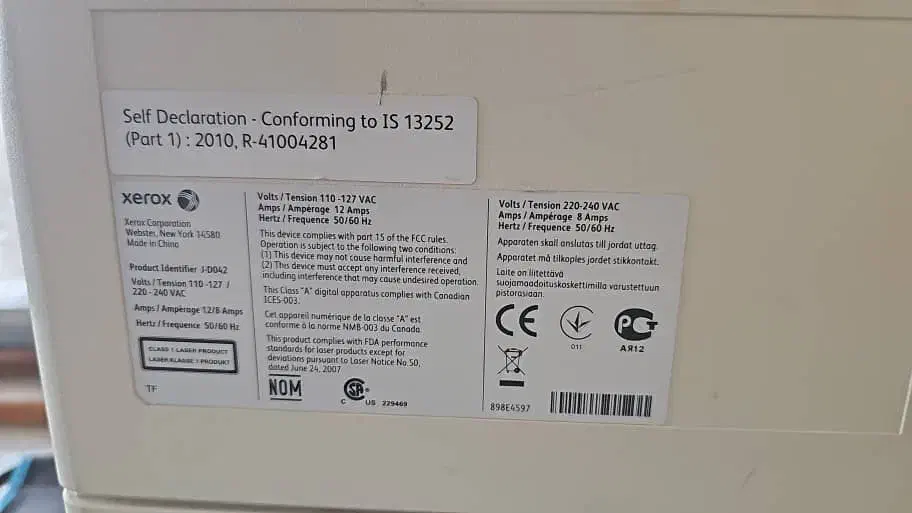 Self Declaration - Conforming to IS 13252
(Part 1) : 2010, R-41004281
xerox
Xerox Corporation
Webster, New York 14580
Made in China
Product Identifier J-D042
Volts / Tension 110 -127 /
220 - 240 VAC
Amps / Ampérage 12/8 Amps
Hertz / Frequence 50/60 Hz
CLASS 1 LASER PRODUCT
LASER KLASSE 1 PRODUKT
TF
Volts / Tension 110 -127 VAC
Amps / Ampérage 12 Amps
Hertz / Frequence 50/60 Hz
This device complies with part 15 of the FCC rules.
Operation is subject to the following two conditions:
(1) This device may not cause harmful interference and
(2) This device must accept any interference received,
including interference that may cause undesired operation.
This Class "A" digital apparatus complies with Canadian
ICES-003.
Cet appareil numérique de la classe "A" est
conforme à la norme NMB-003 du Canada.
This product complies with FDA performance
standards for laser products except for
deviations pursuant to Laser Notice No.50,
dated June 24, 2007
NOM
CSA
C US 229469
Volts / Tension 220-240 VAC
Amps / Ampérage 8 Amps
Hertz / Frequence 50/60 Hz
Apparaten skall anslutas till jordat uttag.
Apparatet må tilkoples jordet stikkontakt.
Laite on liitettävä
suojamaadoituskoskettimilla varustettuun
pistorasiaan.
CE
011
РСТ
АЯ12
898E4597